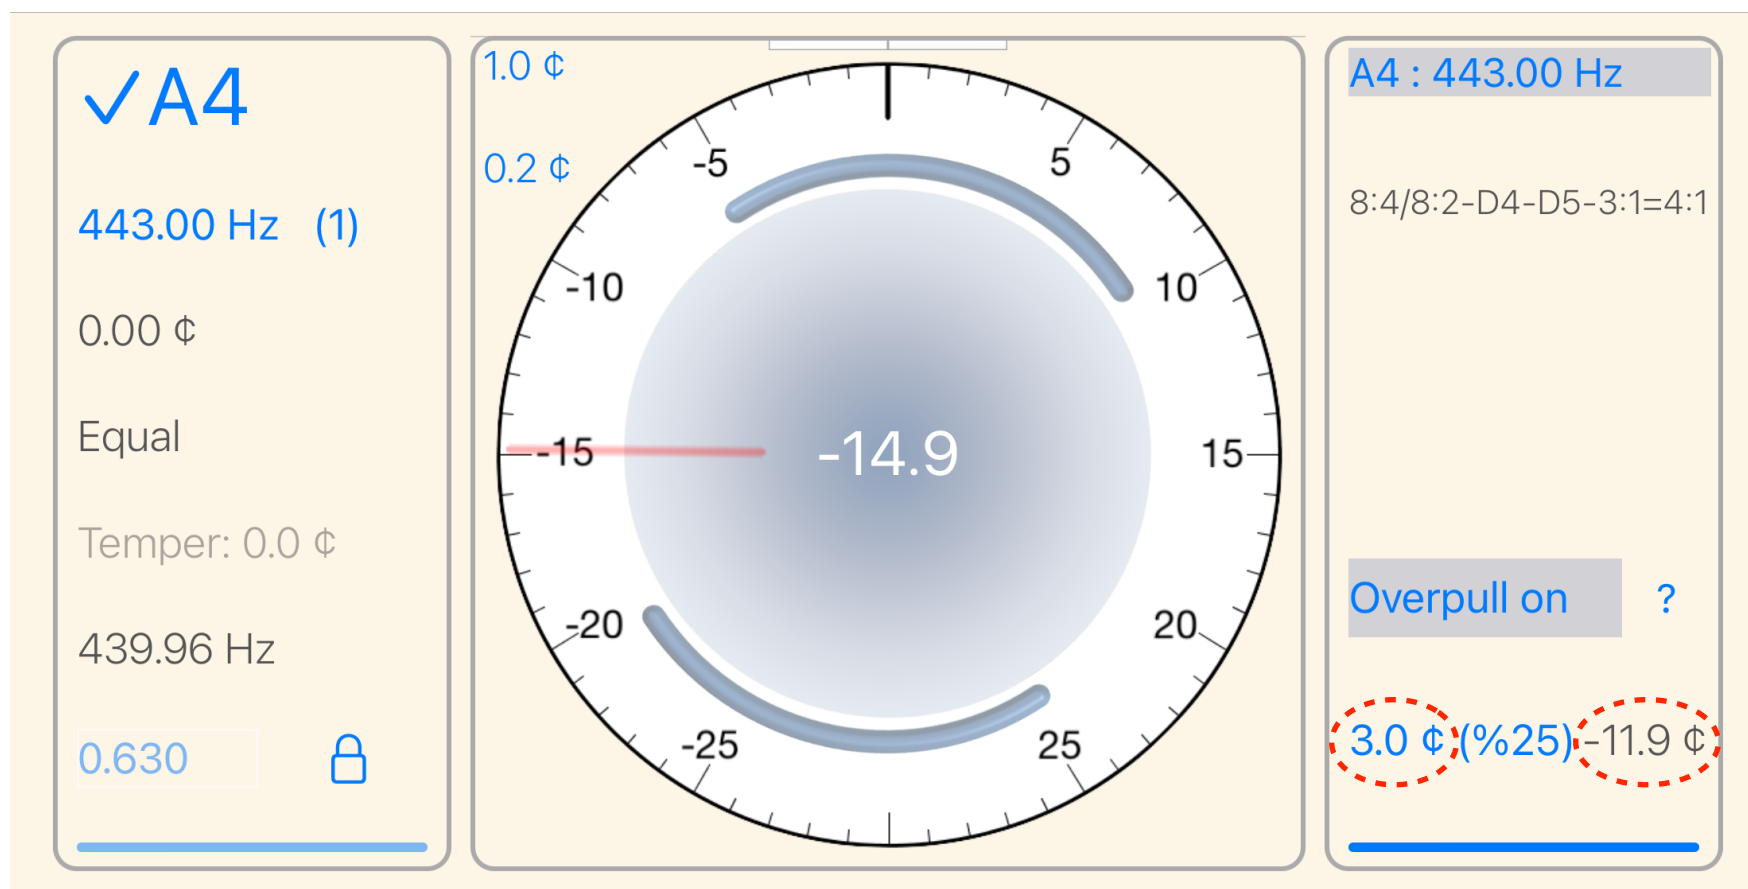 ✓A4
443.00 Hz (1)
0.00 ¢
Equal
Temper: 0.0 ¢
439.96 Hz
0.630
1.0 ¢
0.2 ¢
-5
5
-10
10
-15
-14.9
15
-20
20
-25
25
A4 : 443.00 Hz
8:4/8:2-D4-D5-3:1=4:1
Overpull on ?
3.0 ¢ (%25) -11.9 ¢